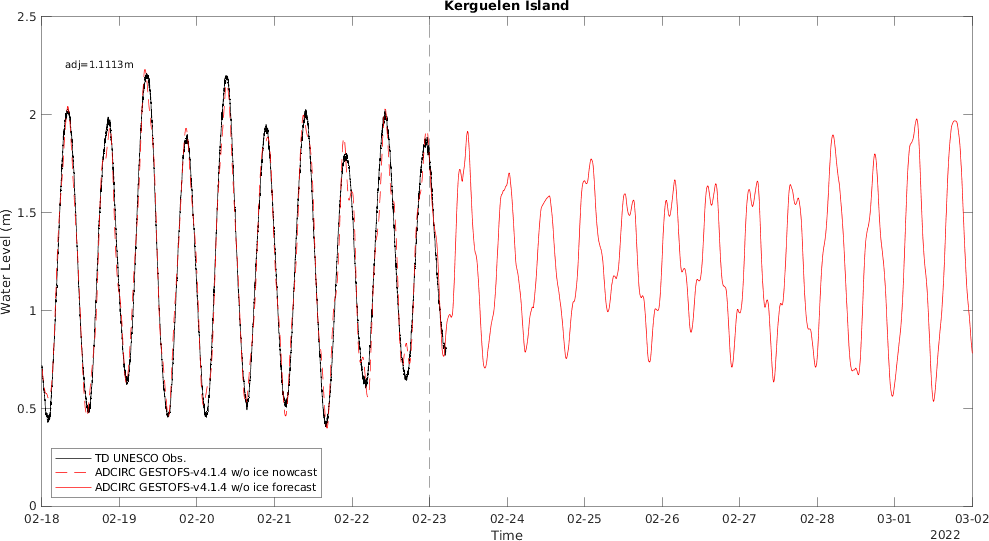 Kerguelen Island
2.5
adj=1.1113m
2
1.5
Water Level (m)
1
0.5
TD UNESCO Obs.
ADCIRC GESTOFS-v4.1.4 w/o ice nowcast
ADCIRC GESTOFS-v4.1.4 w/o ice forecast
0
02-18 02-19 02-20 02-21 02-22 02-23 02-24 02-25 02-26 02-27 02-28 03-01 03-02
Time
2022